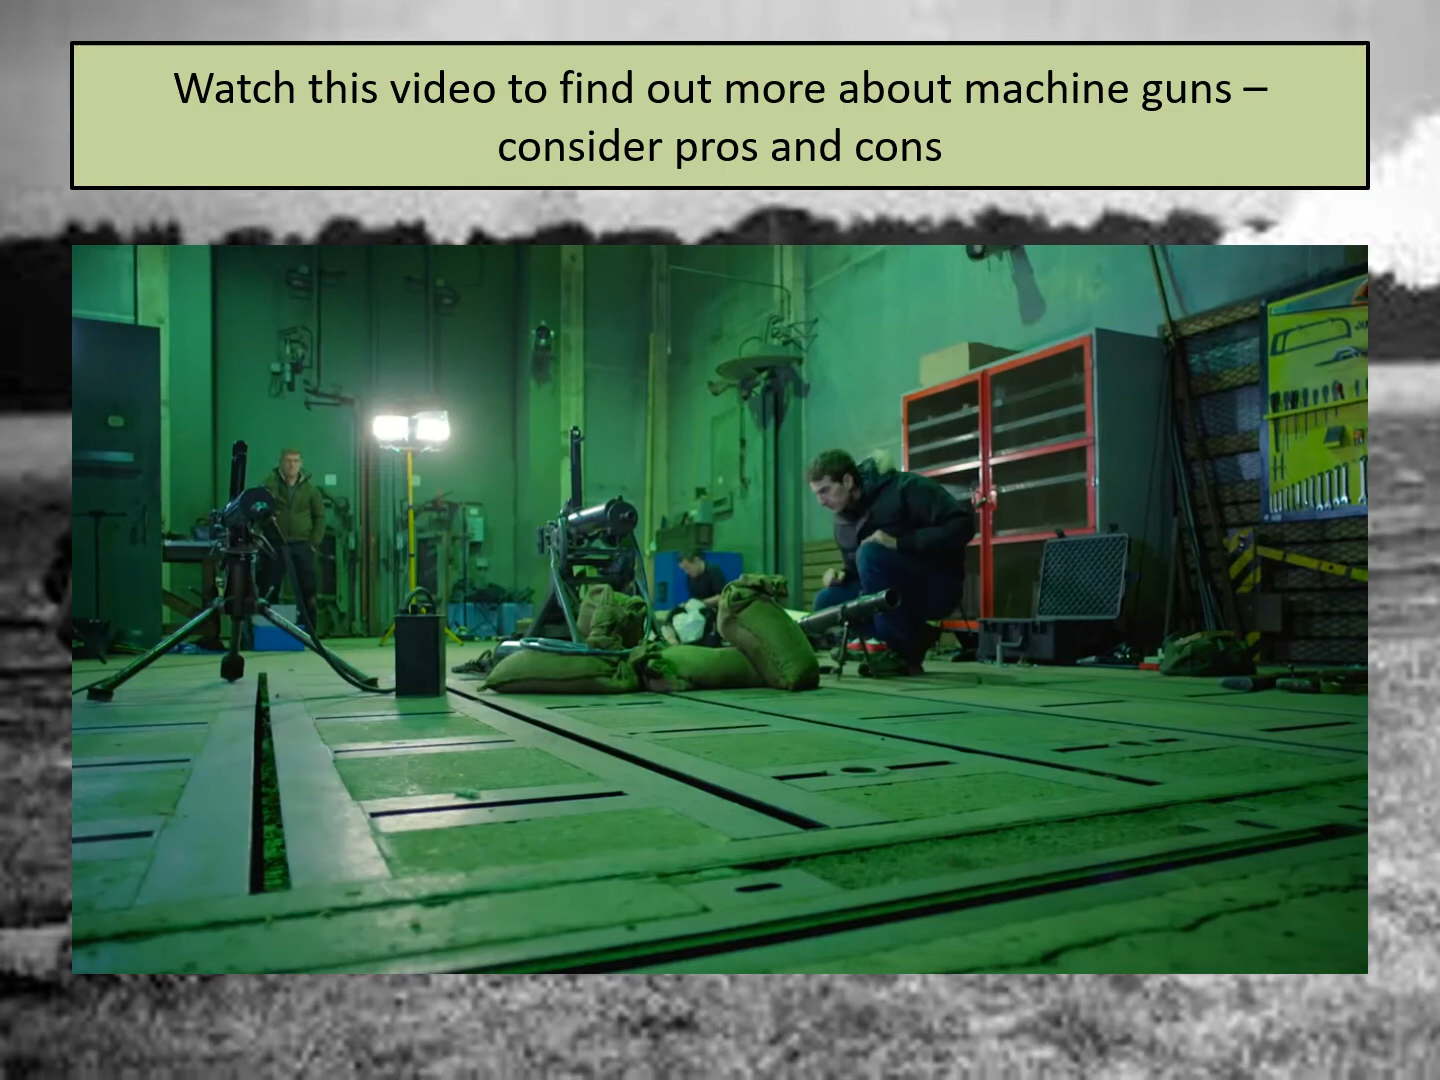 Watch this video to find out more about machine guns –
consider pros and cons